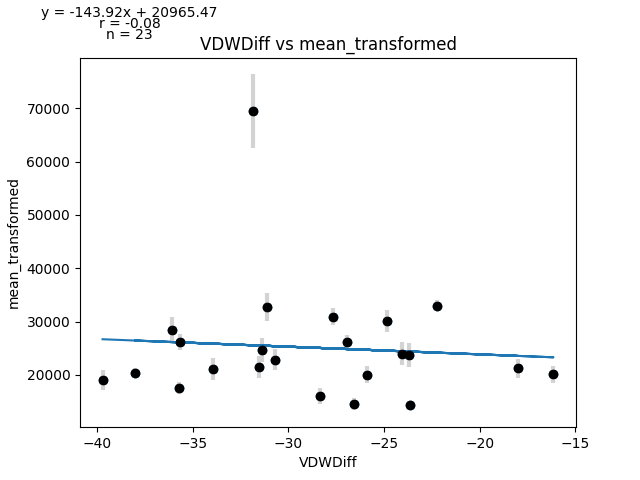 y = -143.92x + 20965.47
r = -0.08
n = 23
VDWDiff vs mean_transformed
70000
60000
50000
40000
30000
20000
mean_transformed
−40 −35 −30 −25 −20 −15
VDWDiff